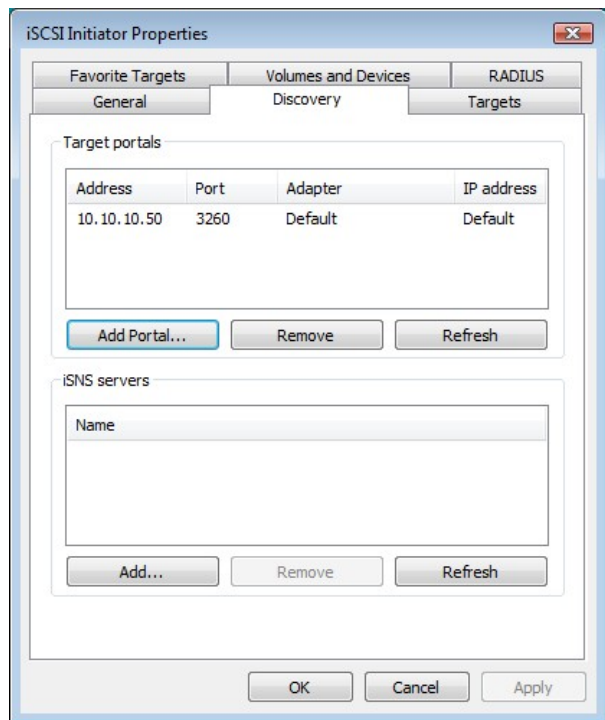 iSCSI Initiator Properties
Favorite Targets Volumes and Devices RADIUS
General Discovery Targets
Target portals
Address Port Adapter IP address
10.10.10.50 3260 Default Default
Add Portal... Remove Refresh
iSNS servers
Name
Add... Remove Refresh
OK Cancel Apply